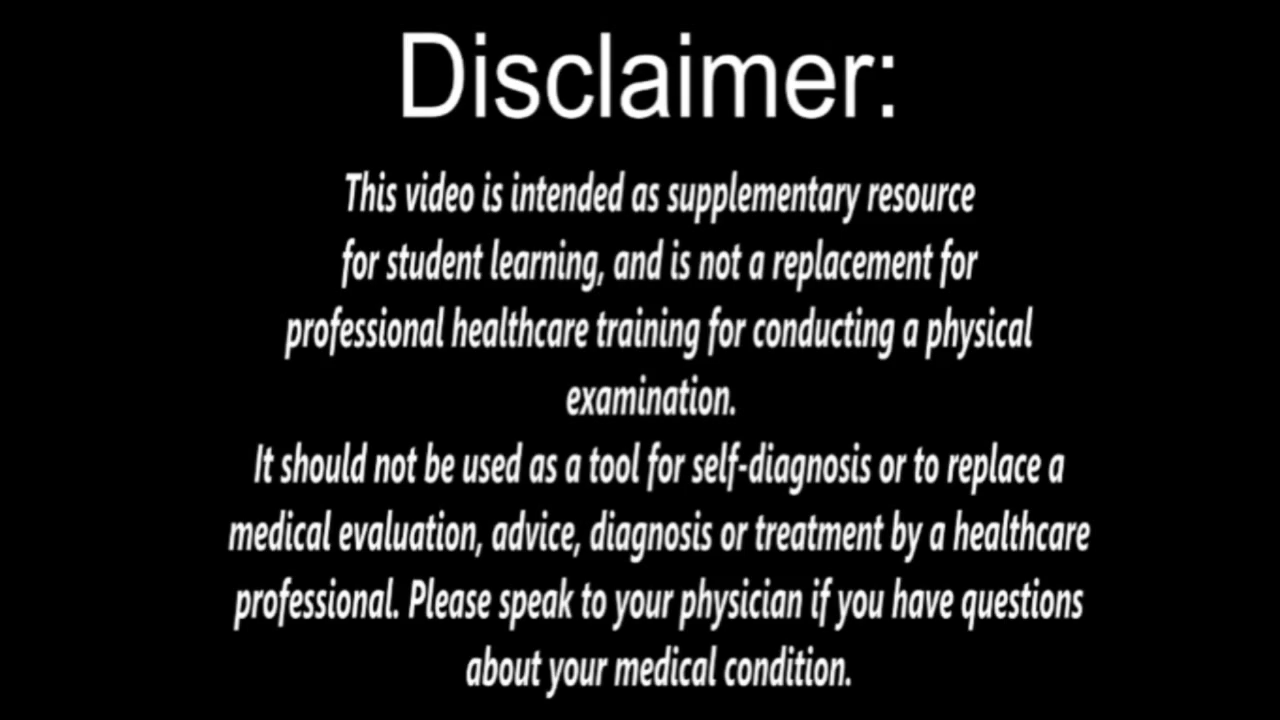 Disclaimer:
This video is intended as supplementary resource
for student learning, and is not a replacement for
professional healthcare training for conducting a physical
examination.
It should not be used as a tool for self-diagnosis or to replace a
medical evaluation, advice, diagnosis or treatment by a healthcare
professional. Please speak to your physician if you have questions
about your medical condition.